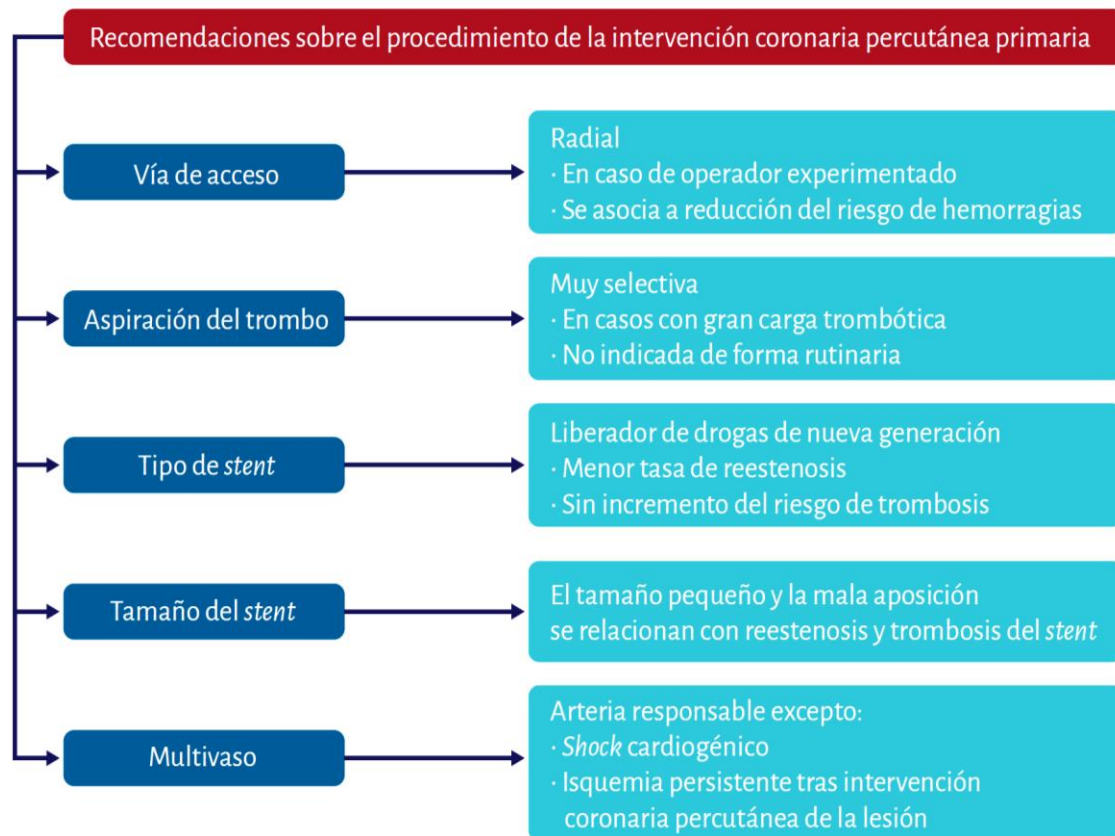 Recomendaciones sobre el procedimiento de la intervención coronaria percutánea primaria
Vía de acceso
Radial
· En caso de operador experimentado
· Se asocia a reducción del riesgo de hemorragias
Aspiración del trombo
Muy selectiva
· En casos con gran carga trombótica
· No indicada de forma rutinaria
Tipo de stent
Liberador de drogas de nueva generación
· Menor tasa de reestenosis
· Sin incremento del riesgo de trombosis
Tamaño del stent
El tamaño pequeño y la mala aposición
se relacionan con reestenosis y trombosis del stent
Multivaso
Arteria responsable excepto:
· Shock cardiogénico
· Isquemia persistente tras intervención
coronaria percutánea de la lesión